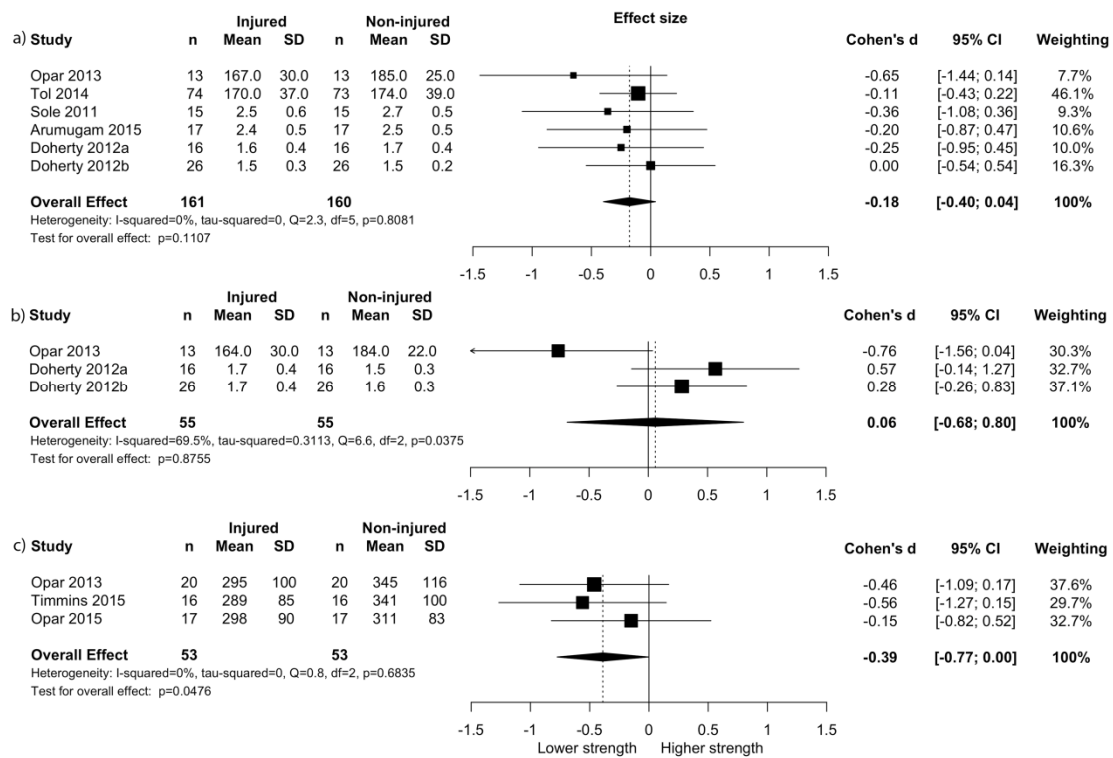 Injured Non-injured Effect size
a) Study n Mean SD n Mean SD Cohen's d 95% CI Weighting
Opar 2013 13 167.0 30.0 13 185.0 25.0 -0.65 [-1.44; 0.14] 7.7%
Tol 2014 74 170.0 37.0 73 174.0 39.0 -0.11 [-0.43; 0.22] 46.1%
Sole 2011 15 2.5 0.6 15 2.7 0.5 -0.36 [-1.08; 0.36] 9.3%
Arumugam 2015 17 2.4 0.5 17 2.5 0.5 -0.20 [-0.87; 0.47] 10.6%
Doherty 2012a 16 1.6 0.4 16 1.7 0.4 -0.25 [-0.95; 0.45] 10.0%
Doherty 2012b 26 1.5 0.3 26 1.5 0.2 0.00 [-0.54; 0.54] 16.3%
Overall Effect 161 160 -0.18 [-0.40; 0.04] 100%
Heterogeneity: I-squared=0%, tau-squared=0, Q=2.3, df=5, p=0.8081
Test for overall effect: p=0.1107
-1.5 -1 -0.5 0 0.5 1 1.5
Injured Non-injured
b) Study n Mean SD n Mean SD Cohen's d 95% CI Weighting
Opar 2013 13 164.0 30.0 13 184.0 22.0 -0.76 [-1.56; 0.04] 30.3%
Doherty 2012a 16 1.7 0.4 16 1.5 0.3 0.57 [-0.14; 1.27] 32.7%
Doherty 2012b 26 1.7 0.4 26 1.6 0.3 0.28 [-0.26; 0.83] 37.1%
Overall Effect 55 55 0.06 [-0.68; 0.80] 100%
Heterogeneity: I-squared=69.5%, tau-squared=0.3113, Q=6.6, df=2, p=0.0375
Test for overall effect: p=0.8755
-1.5 -1 -0.5 0 0.5 1 1.5
Injured Non-injured
c) Study n Mean SD n Mean SD Cohen's d 95% CI Weighting
Opar 2013 20 295 100 20 345 116 -0.46 [-1.09; 0.17] 37.6%
Timmins 2015 16 289 85 16 341 100 -0.56 [-1.27; 0.15] 29.7%
Opar 2015 17 298 90 17 311 83 -0.15 [-0.82; 0.52] 32.7%
Overall Effect 53 53 -0.39 [-0.77; 0.00] 100%
Heterogeneity: I-squared=0%, tau-squared=0, Q=0.8, df=2, p=0.6835
Test for overall effect: p=0.0476
-1.5 -1 -0.5 0 0.5 1 1.5
Lower strength Higher strength